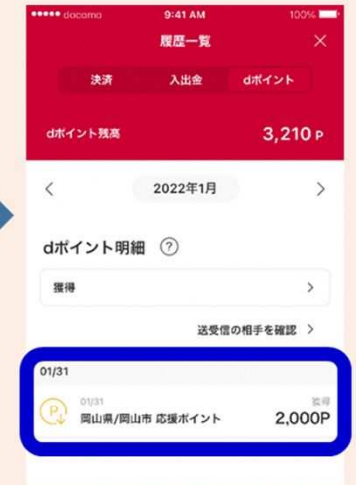 docomo 9:41 AM 100%
履歴一覧
決済 入出金 dポイント
dポイント残高 3,210 P
2022年1月
dポイント明細 ?
獲得
送受信の相手を確認
01/31
01/31 獲得
岡山県/岡山市 応援ポイント 2,000P